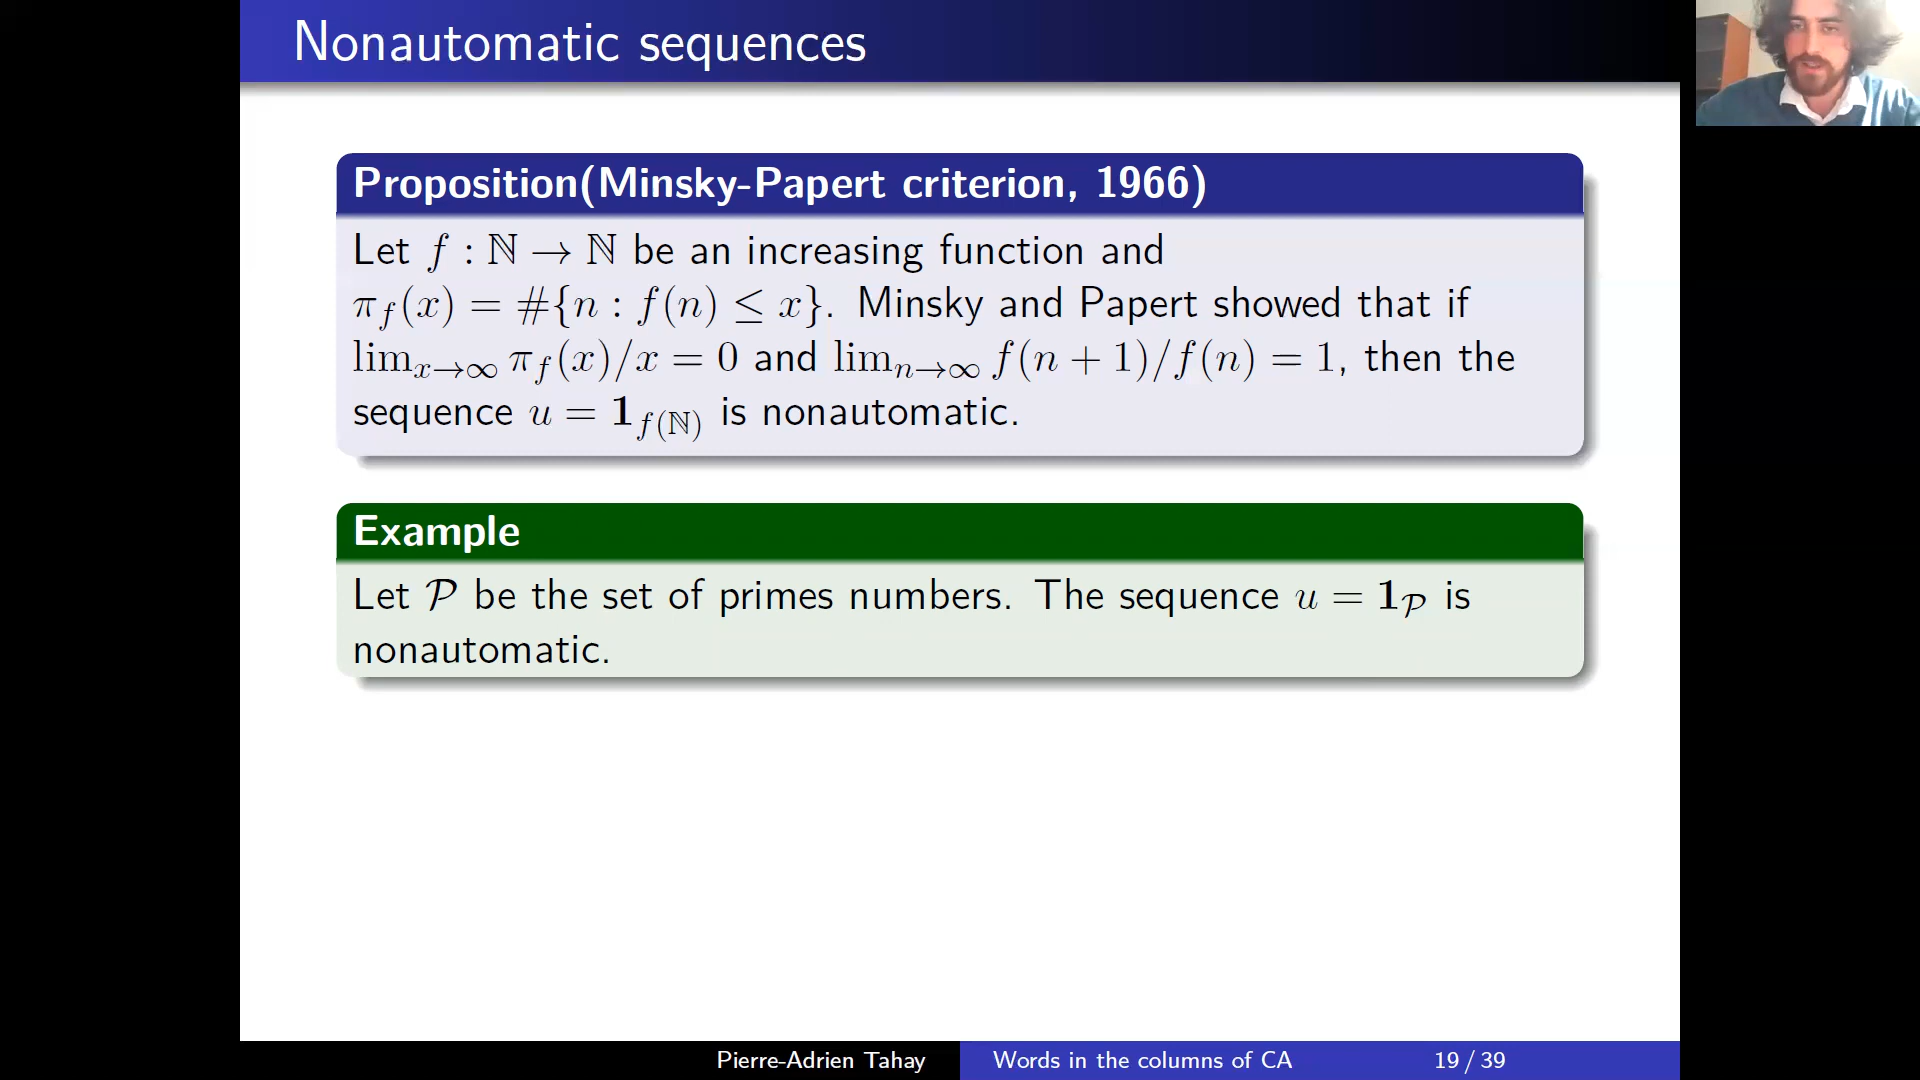 Nonautomatic sequences
Proposition(Minsky-Papert criterion, 1966)
Let f : ℕ → ℕ be an increasing function and
π_f(x) = #{n : f(n) ≤ x}. Minsky and Papert showed that if
lim_{x→∞} π_f(x)/x = 0 and lim_{n→∞} f(n + 1)/f(n) = 1, then the
sequence u = 𝟏_{f(ℕ)} is nonautomatic.
Example
Let 𝒫 be the set of primes numbers. The sequence u = 𝟏_𝒫 is
nonautomatic.
Pierre-Adrien Tahay
Words in the columns of CA
19 / 39